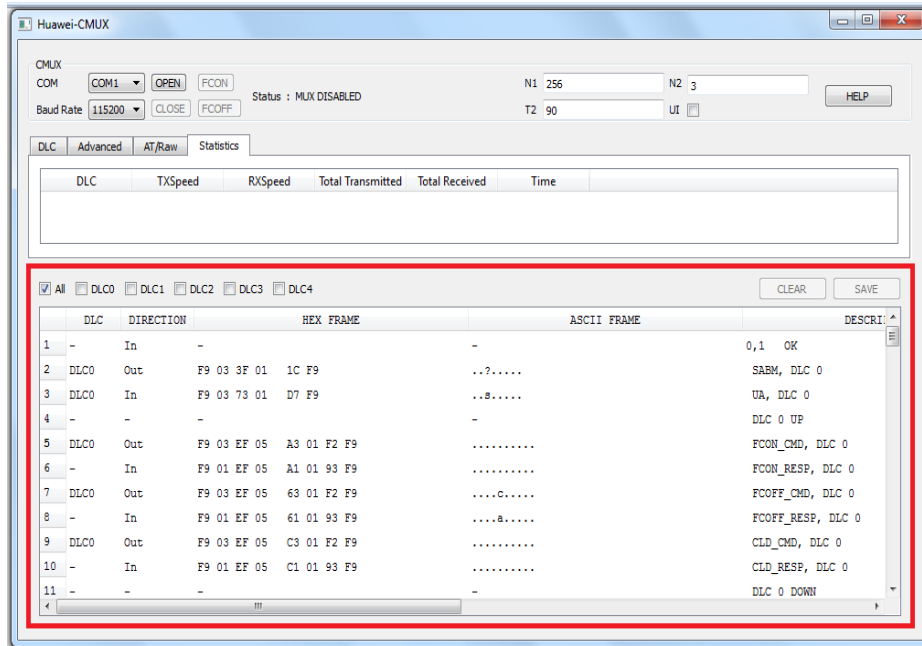 Huawei-CMUX
CMUX
COM COM1 OPEN FCON Status : MUX DISABLED N1 256 N2 3 HELP
Baud Rate 115200 CLOSE FCOFF T2 90 UI
DLC Advanced AT/Raw Statistics
DLC TXSpeed RXSpeed Total Transmitted Total Received Time
All DLC0 DLC1 DLC2 DLC3 DLC4 CLEAR SAVE
DLC DIRECTION HEX FRAME ASCII FRAME DESCRI
1 - In - - 0,1 OK
2 DLC0 Out F9 03 3F 01 1C F9 ..?..... SABM, DLC 0
3 DLC0 In F9 03 73 01 D7 F9 ..s..... UA, DLC 0
4 - - - - DLC 0 UP
5 DLC0 Out F9 03 EF 05 A3 01 F2 F9 .......... FCON_CMD, DLC 0
6 - In F9 01 EF 05 A1 01 93 F9 .......... FCON_RESP, DLC 0
7 DLC0 Out F9 03 EF 05 63 01 F2 F9 ....c..... FCOFF_CMD, DLC 0
8 - In F9 01 EF 05 61 01 93 F9 ....a..... FCOFF_RESP, DLC 0
9 DLC0 Out F9 03 EF 05 C3 01 F2 F9 .......... CLD_CMD, DLC 0
10 - In F9 01 EF 05 C1 01 93 F9 .......... CLD_RESP, DLC 0
11 - - - - DLC 0 DOWN